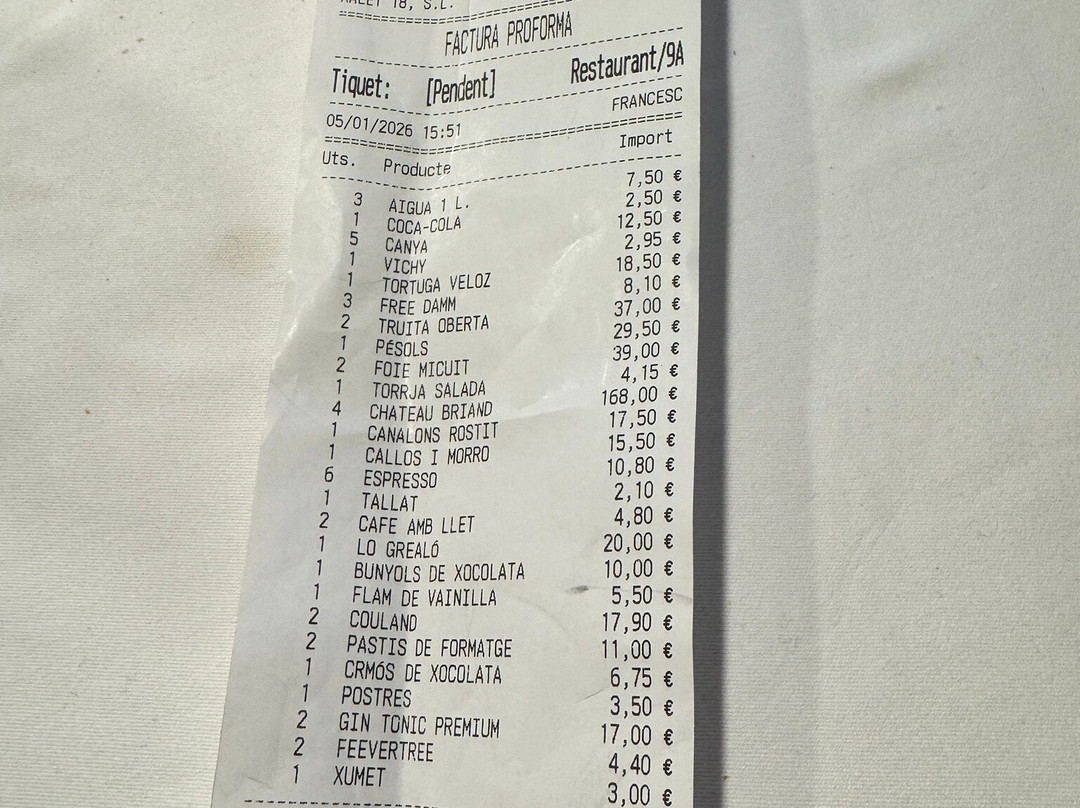 18, S.L.
FACTURA PROFORMA
Tiquet: [Pendent] Restaurant/9A
05/01/2026 15:51 FRANCESC
Uts. Producte Import
3 AIGUA 1 L. 7,50 €
1 COCA-COLA 2,50 €
5 CANYA 12,50 €
1 VICHY 2,95 €
1 TORTUGA VELOZ 18,50 €
3 FREE DAMM 8,10 €
2 TRUITA OBERTA 37,00 €
1 PÉSOLS 29,50 €
2 FOIE MICUIT 39,00 €
1 TORRJA SALADA 4,15 €
4 CHATEAU BRIAND 168,00 €
1 CANALONS ROSTIT 17,50 €
1 CALLOS I MORRO 15,50 €
6 ESPRESSO 10,80 €
1 TALLAT 2,10 €
2 CAFE AMB LLET 4,80 €
1 LO GREALÓ 20,00 €
1 BUNYOLS DE XOCOLATA 10,00 €
1 FLAM DE VAINILLA 5,50 €
2 COULAND 17,90 €
2 PASTIS DE FORMATGE 11,00 €
1 CRMÓS DE XOCOLATA 6,75 €
1 POSTRES 3,50 €
2 GIN TONIC PREMIUM 17,00 €
2 FEEVERTREE 4,40 €
1 XUMET 3,00 €